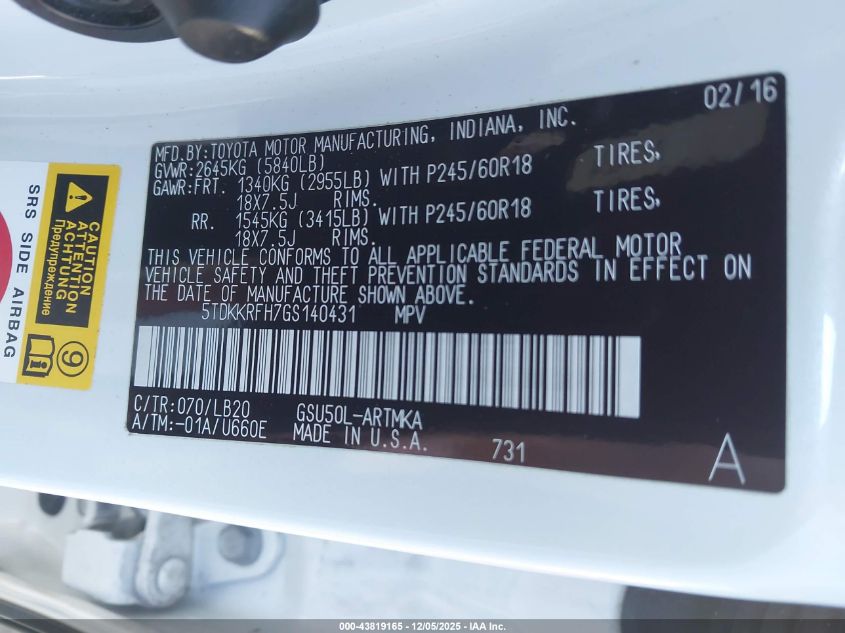 02/16
MFD.BY:TOYOTA MOTOR MANUFACTURING, INDIANA, INC.
GVWR:2645KG (5840LB)
GAWR:FRT. 1340KG (2955LB) WITH P245/60R18 TIRES,
18X7.5J RIMS.
RR. 1545KG (3415LB) WITH P245/60R18 TIRES,
18X7.5J RIMS.
THIS VEHICLE CONFORMS TO ALL APPLICABLE FEDERAL MOTOR
VEHICLE SAFETY AND THEFT PREVENTION STANDARDS IN EFFECT ON
THE DATE OF MANUFACTURE SHOWN ABOVE.
5TDKKRFH7GS140431 MPV
C/TR:070/LB20 GSU50L-ARTMKA
A/TM:-01A/U660E MADE IN U.S.A. 731 A
SRS SIDE AIRBAG
CAUTION
ATTENTION
ACHTUNG
Предупреждение
9
000-43819165 - 12/05/2025 - IAA Inc.